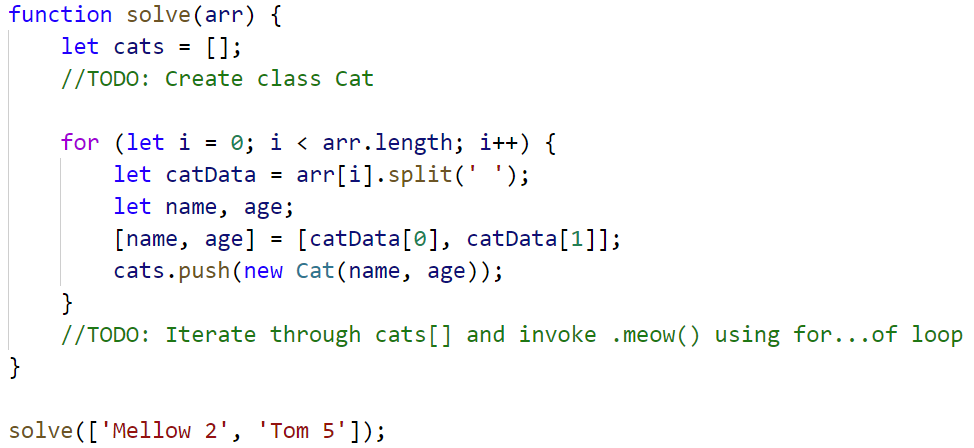 function solve(arr) {
    let cats = [];
    //TODO: Create class Cat

    for (let i = 0; i < arr.length; i++) {
        let catData = arr[i].split(' ');
        let name, age;
        [name, age] = [catData[0], catData[1]];
        cats.push(new Cat(name, age));
    }
    //TODO: Iterate through cats[] and invoke .meow() using for...of loop
}

solve(['Mellow 2', 'Tom 5']);